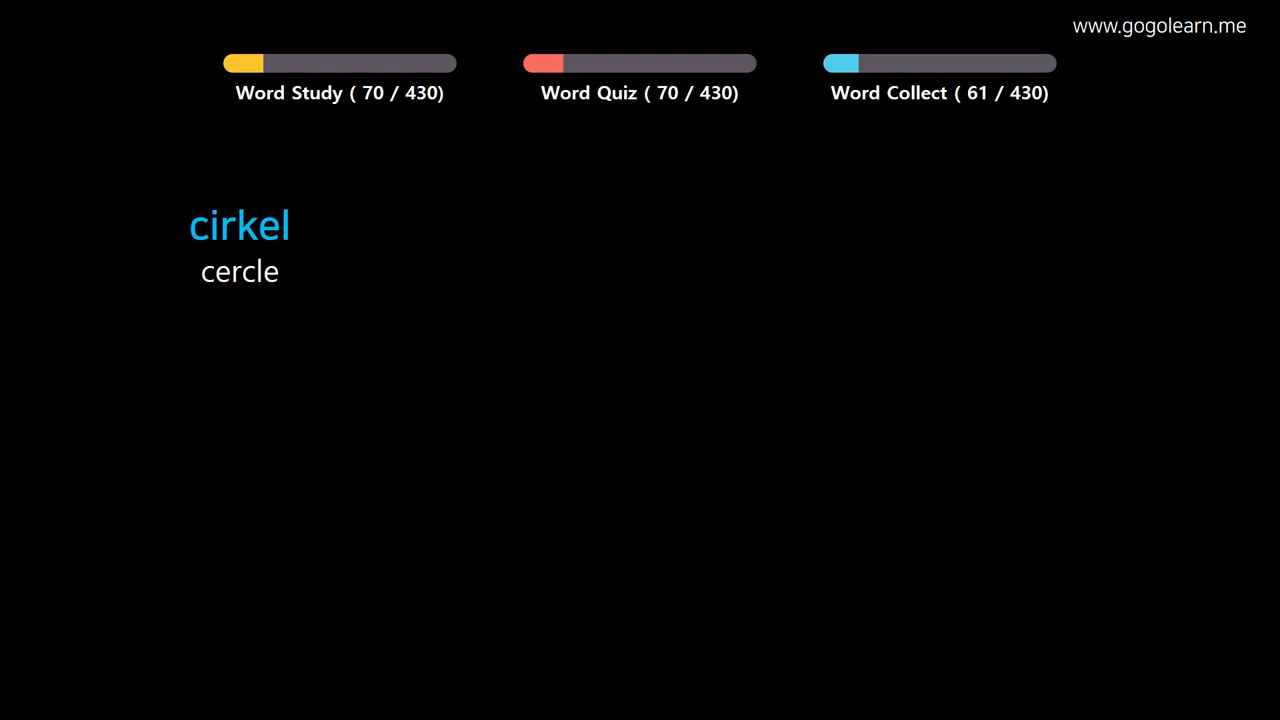 www.gogolearn.me
Word Study ( 70 / 430)
Word Quiz ( 70 / 430)
Word Collect ( 61 / 430)
cirkel
cercle